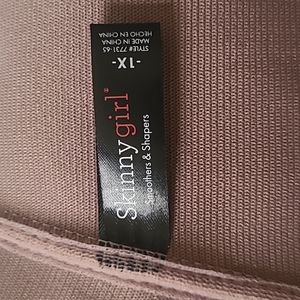 Skinnygirl®
Smoothers & Shapers
-1X-
STYLE# 7731-65
MADE IN CHINA
HECHO EN CHINA